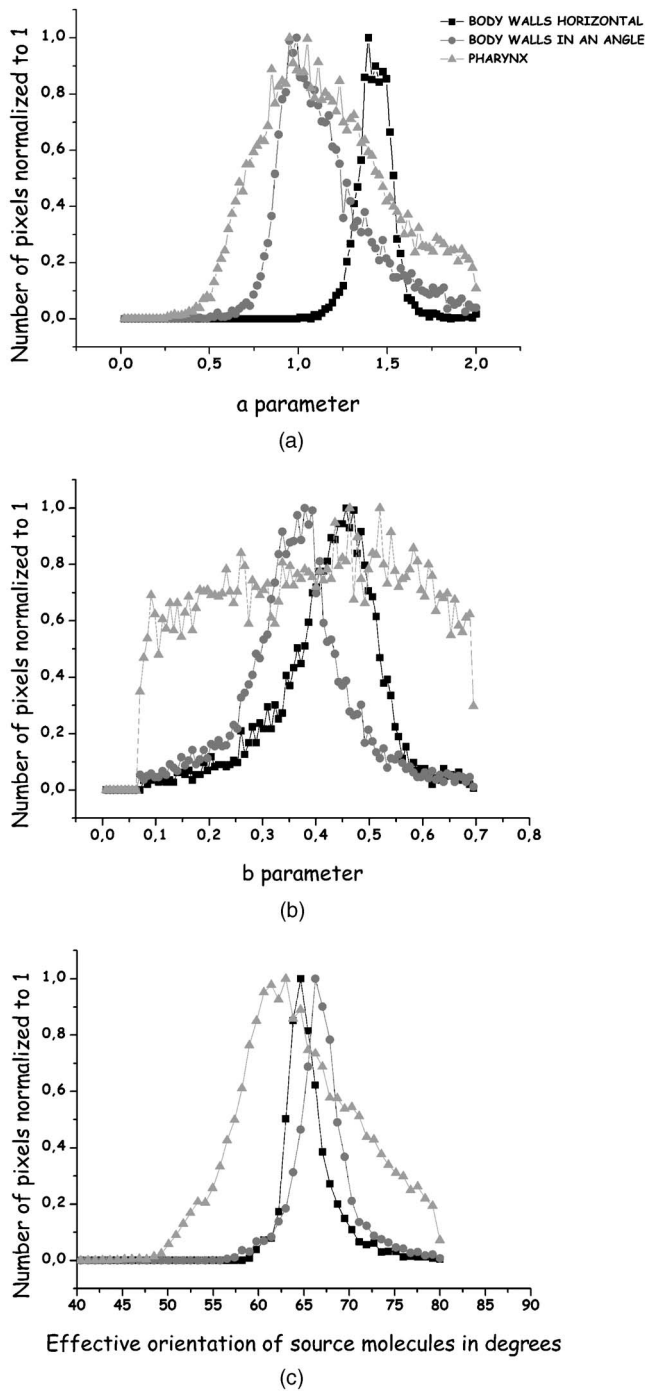 BODY WALLS HORIZONTAL
BODY WALLS IN AN ANGLE
PHARYNX
Number of pixels normalized to 1
1,0
0,8
0,6
0,4
0,2
0,0
0,0 0,5 1,0 1,5 2,0
a parameter
(a)
Number of pixels normalized to 1
1,0
0,8
0,6
0,4
0,2
0,0
0,0 0,1 0,2 0,3 0,4 0,5 0,6 0,7 0,8
b parameter
(b)
Number of pixels normalized to 1
1,0
0,8
0,6
0,4
0,2
0,0
40 45 50 55 60 65 70 75 80 85 90
Effective orientation of source molecules in degrees
(c)